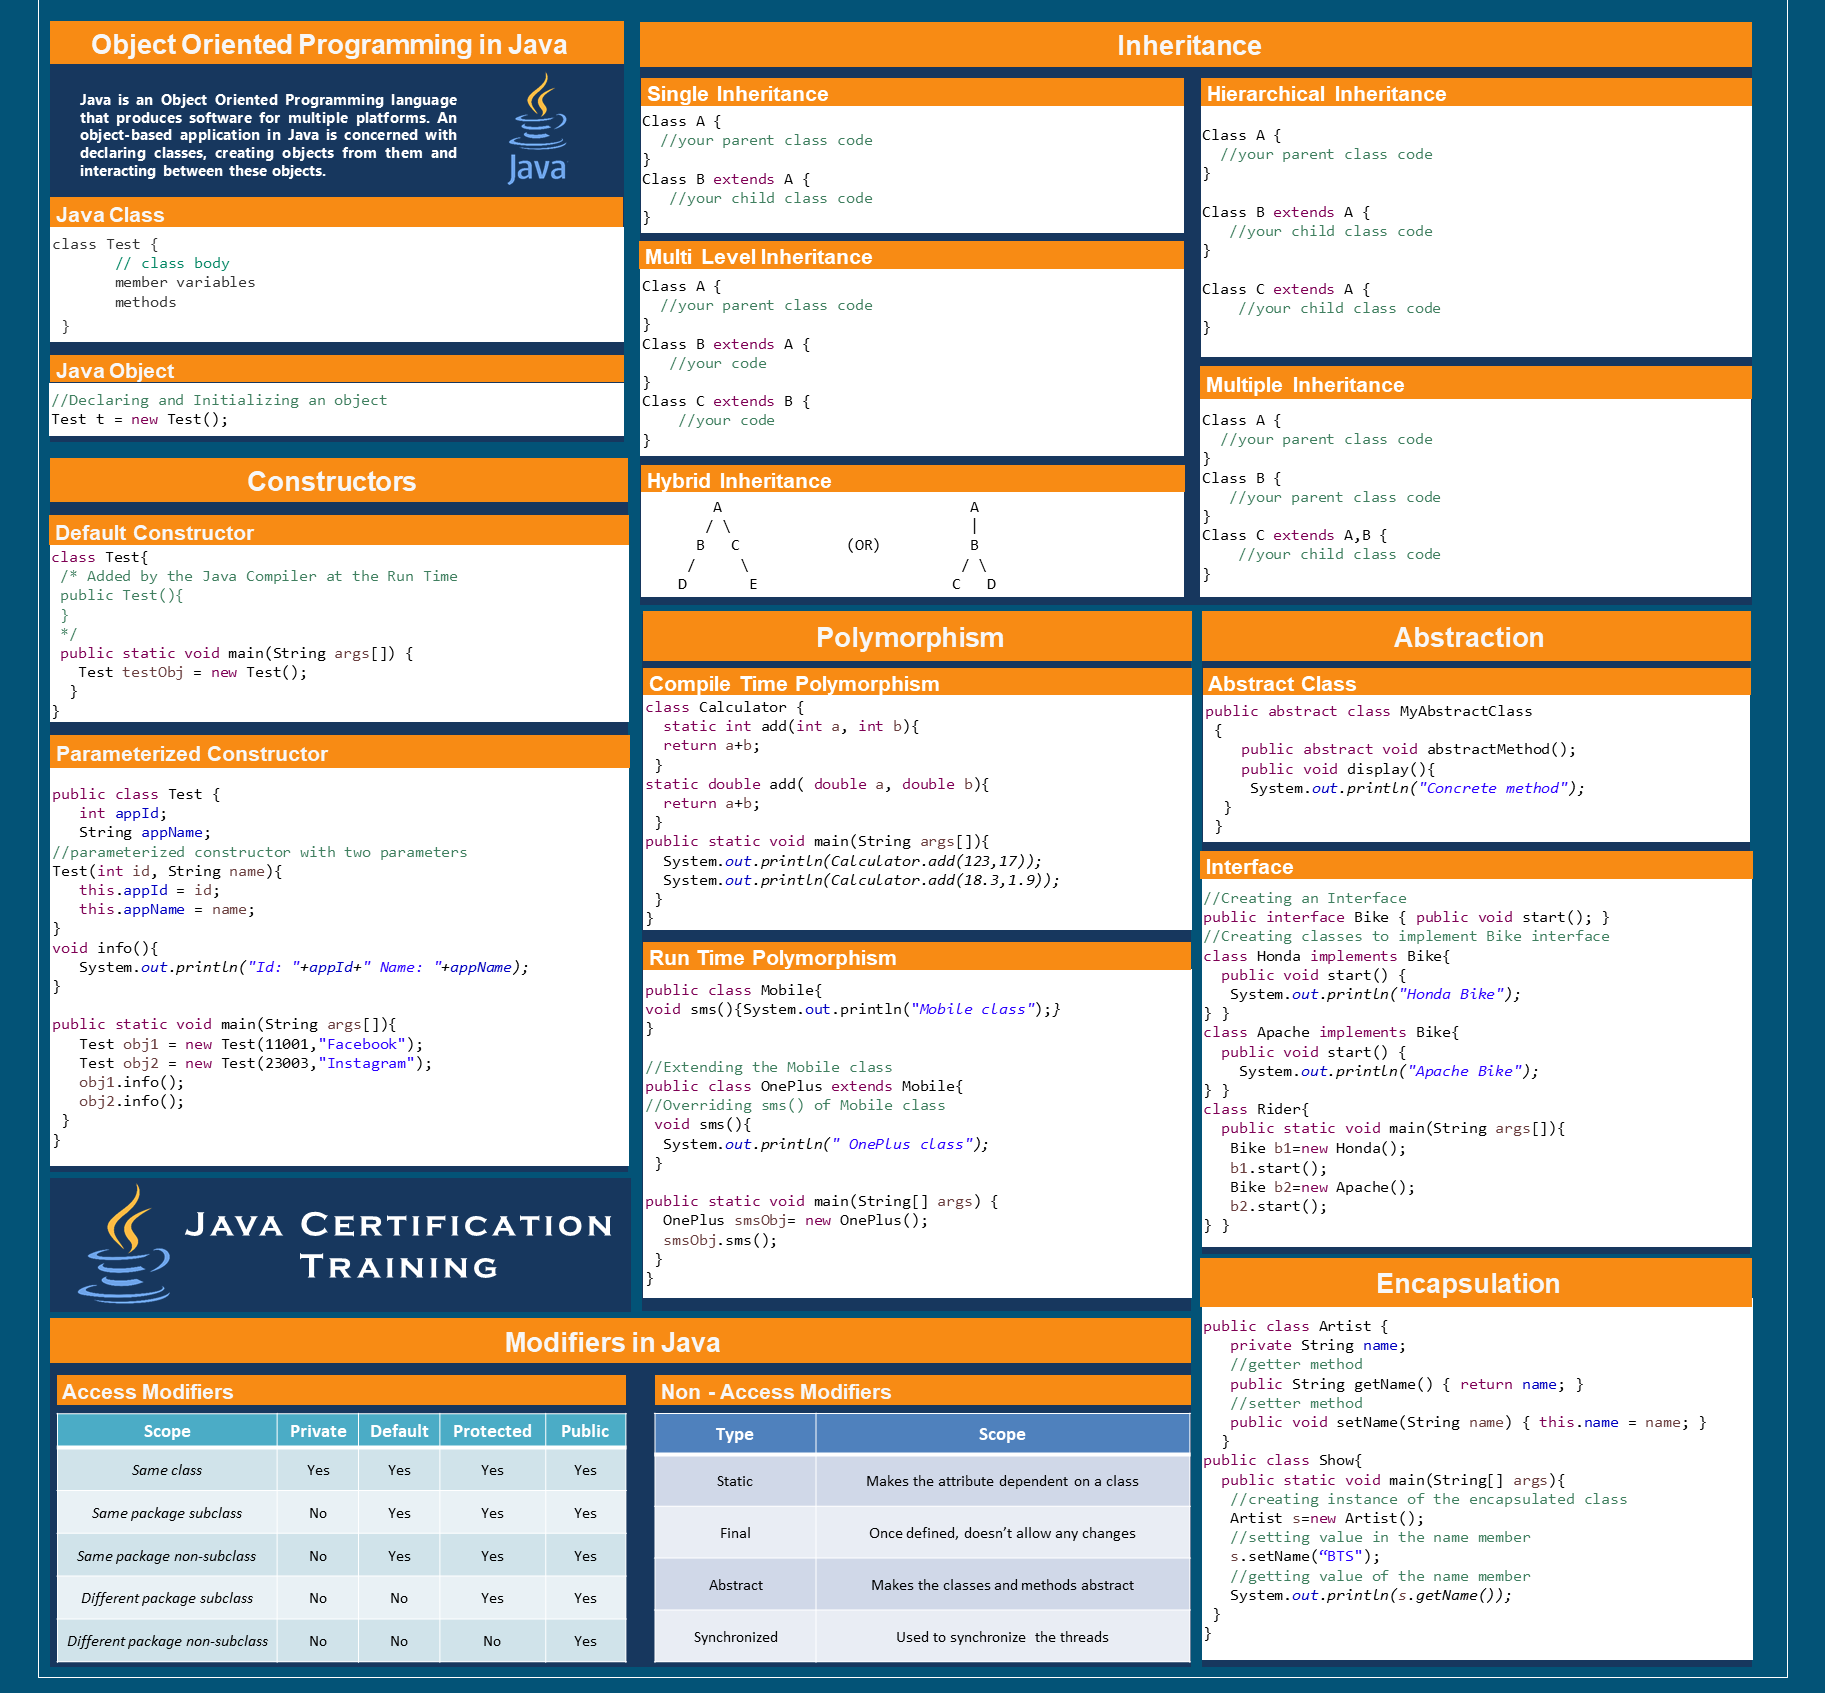 Object Oriented Programming in Java
Java is an Object Oriented Programming language
that produces software for multiple platforms. An
object-based application in Java is concerned with
declaring classes, creating objects from them and
interacting between these objects.
Java
Java Class
class Test {
// class body
member variables
methods
}
Java Object
//Declaring and Initializing an object
Test t = new Test();
Constructors
Default Constructor
class Test{
/* Added by the Java Compiler at the Run Time
public Test(){
}
*/
public static void main(String args[]) {
Test testObj = new Test();
}
}
Parameterized Constructor
public class Test {
int appId;
String appName;
//parameterized constructor with two parameters
Test(int id, String name){
this.appId = id;
this.appName = name;
}
void info(){
System.out.println("Id: "+appId+" Name: "+appName);
}
public static void main(String args[]){
Test obj1 = new Test(11001,"Facebook");
Test obj2 = new Test(23003,"Instagram");
obj1.info();
obj2.info();
}
}
Java Certification
Training
Inheritance
Single Inheritance
Class A {
//your parent class code
}
Class B extends A {
//your child class code
}
Multi Level Inheritance
Class A {
//your parent class code
}
Class B extends A {
//your code
}
Class C extends B {
//your code
}
Hybrid Inheritance
A A
/ \ |
B C (OR) B
/ \ / \
D E C D
Hierarchical Inheritance
Class A {
//your parent class code
}
Class B extends A {
//your child class code
}
Class C extends A {
//your child class code
}
Multiple Inheritance
Class A {
//your parent class code
}
Class B {
//your parent class code
}
Class C extends A,B {
//your child class code
}
Polymorphism
Compile Time Polymorphism
class Calculator {
static int add(int a, int b){
return a+b;
}
static double add( double a, double b){
return a+b;
}
public static void main(String args[]){
System.out.println(Calculator.add(123,17));
System.out.println(Calculator.add(18.3,1.9));
}
}
Run Time Polymorphism
public class Mobile{
void sms(){System.out.println("Mobile class");}
}
//Extending the Mobile class
public class OnePlus extends Mobile{
//Overriding sms() of Mobile class
void sms(){
System.out.println(" OnePlus class");
}
public static void main(String[] args) {
OnePlus smsObj= new OnePlus();
smsObj.sms();
}
}
Abstraction
Abstract Class
public abstract class MyAbstractClass
{
public abstract void abstractMethod();
public void display(){
System.out.println("Concrete method");
}
}
Interface
//Creating an Interface
public interface Bike { public void start(); }
//Creating classes to implement Bike interface
class Honda implements Bike{
public void start() {
System.out.println("Honda Bike");
} }
class Apache implements Bike{
public void start() {
System.out.println("Apache Bike");
} }
class Rider{
public static void main(String args[]){
Bike b1=new Honda();
b1.start();
Bike b2=new Apache();
b2.start();
} }
Encapsulation
public class Artist {
private String name;
//getter method
public String getName() { return name; }
//setter method
public void setName(String name) { this.name = name; }
}
public class Show{
public static void main(String[] args){
//creating instance of the encapsulated class
Artist s=new Artist();
//setting value in the name member
s.setName(“BTS");
//getting value of the name member
System.out.println(s.getName());
}
}
Modifiers in Java
Access Modifiers
Scope Private Default Protected Public
Same class Yes Yes Yes Yes
Same package subclass No Yes Yes Yes
Same package non-subclass No Yes Yes Yes
Different package subclass No No Yes Yes
Different package non-subclass No No No Yes
Non - Access Modifiers
Type Scope
Static Makes the attribute dependent on a class
Final Once defined, doesn’t allow any changes
Abstract Makes the classes and methods abstract
Synchronized Used to synchronize the threads